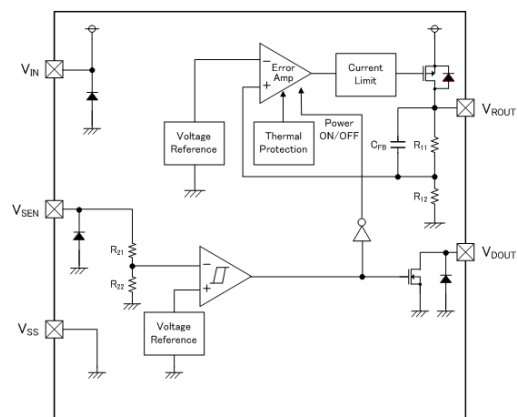 VIN
Error
Amp
−
+
Current
Limit
VROUT
Voltage
Reference
Thermal
Protection
Power
ON/OFF
CFB
R11
R12
VSEN
R21
R22
−
+
VDOUT
VSS
Voltage
Reference